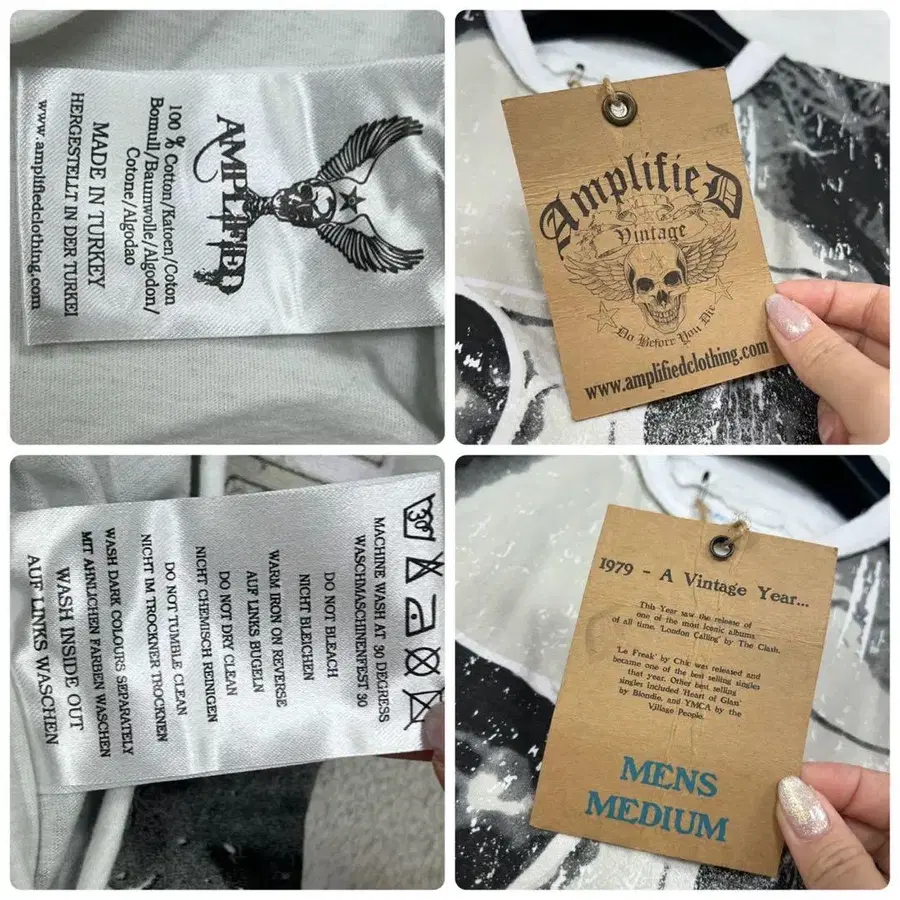 AMPLIFIED
100 % Cotton/Katoen/Coton
Bomull/Baumwolle/Algodon/
Cotone/Algodao
MADE IN TURKEY
HERGESTELLT IN DER TURKEI
www.amplifiedclothing.com
Amplified
Vintage
Do Before You Die
www.amplifiedclothing.com
30
MACHINE WASH AT 30 DEGRESS
WASCHMASCHINENFEST 30
DO NOT BLEACH
NICHT BLEICHEN
WARM IRON ON REVERSE
AUF LINKS BUGELN
DO NOT DRY CLEAN
NICHT CHEMISCH REINIGEN
DO NOT TUMBLE CLEAN
NICHT IM TROCKNER TROCKNEN
WASH DARK COLOURS SEPARATELY
MIT AHNLICHEN FARBEN WASCHEN
WASH INSIDE OUT
AUF LINKS WASCHEN
1979 - A Vintage Year...
This Year saw the release of
one of the most iconic albums
of all time, 'London Calling' by The Clash.
'Le Freak' by Chic was released and
became one of the best selling singles
that year. Other best selling
singles included 'Heart of Glas'
by Blondie, and YMCA by the
Village People.
MENS
MEDIUM